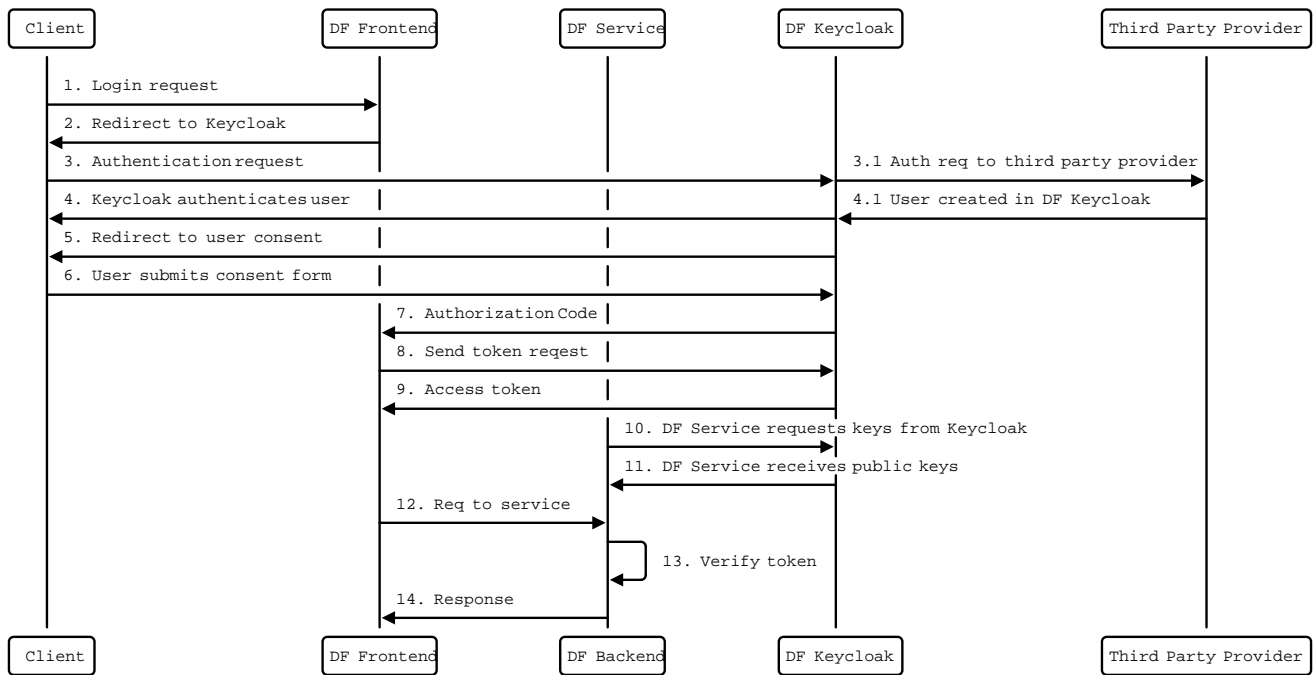 Client
DF Frontend
DF Service
DF Keycloak
Third Party Provider
1. Login request
2. Redirect to Keycloak
3. Authentication request
3.1 Auth req to third party provider
4. Keycloak authenticates user
4.1 User created in DF Keycloak
5. Redirect to user consent
6. User submits consent form
7. Authorization Code
8. Send token reqest
9. Access token
10. DF Service requests keys from Keycloak
11. DF Service receives public keys
12. Req to service
13. Verify token
14. Response
Client
DF Frontend
DF Backend
DF Keycloak
Third Party Provider